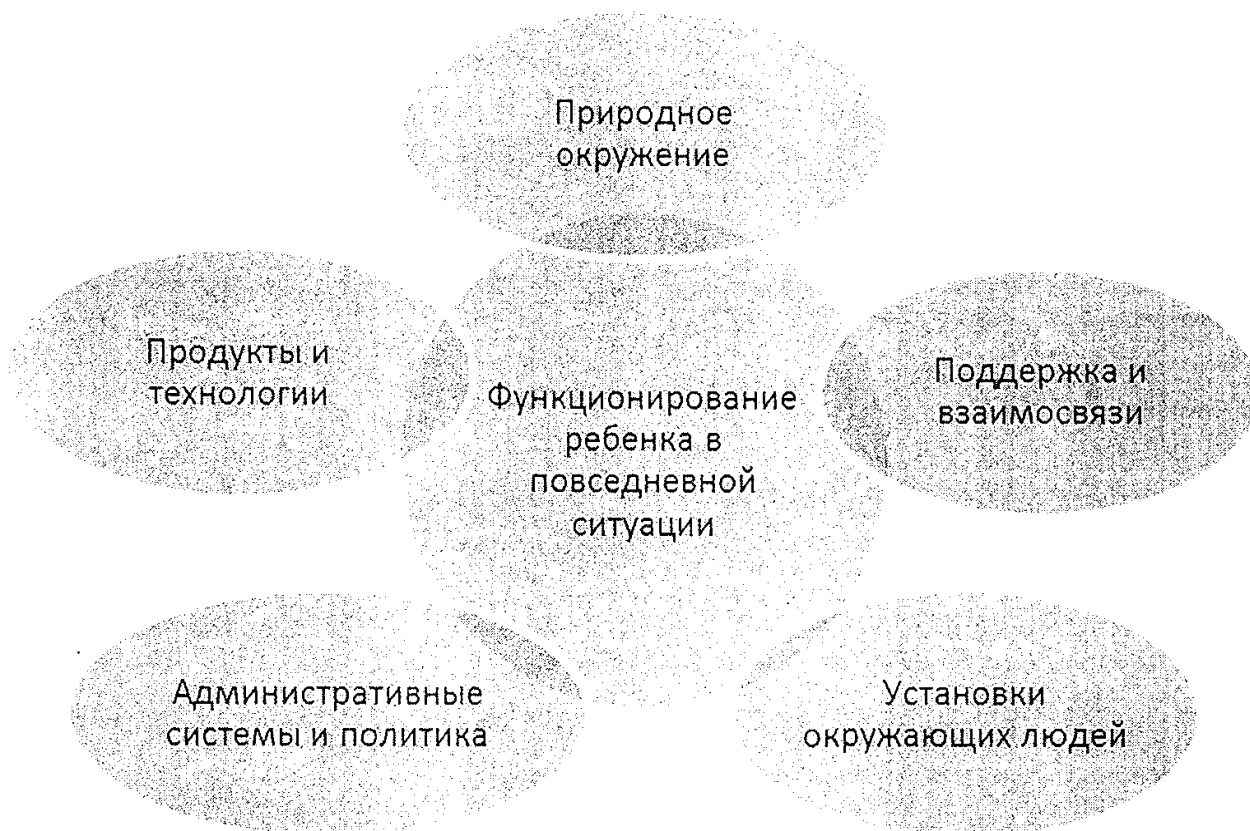 Природное
окружение
Продукты и
технологии
Поддержка и
взаимосвязи
Функционирование
ребенка в
повседневной
ситуации
Административные
системы и политика
Установки
окружающих людей